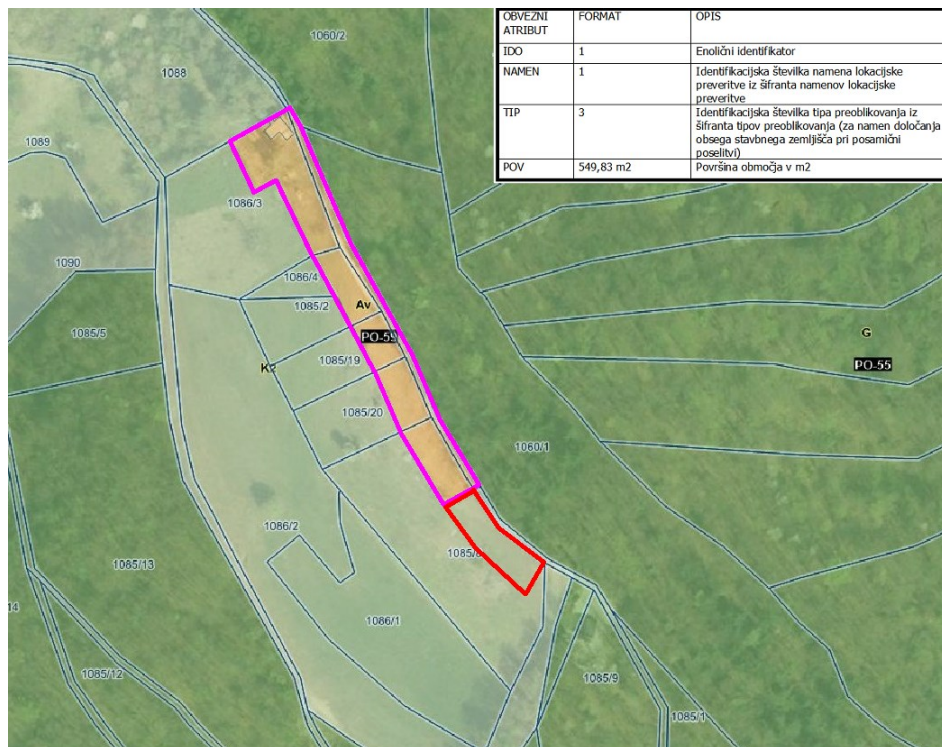 OBVEZNI ATRIBUT FORMAT OPIS
IDO 1 Enolični identifikator
NAMEN 1 Identifikacijska številka namena lokacijske
preveritve iz šifranta namenov lokacijske
preveritve
TIP 3 Identifikacijska številka tipa preoblikovanja iz
šifranta tipov preoblikovanja (za namen določanja
obsega stavbnega zemljišča pri posamični
poselitvi)
POV 549,83 m2 Površina območja v m2
1060/2
1088
1089
1086/3
1090
1086/4
1085/2
Av
1085/5
PO-55
G
PO-55
1085/19
K2
1085/20
1060/1
1086/2
1085/13
14
1086/1
1085/12
1085/9
1085/1